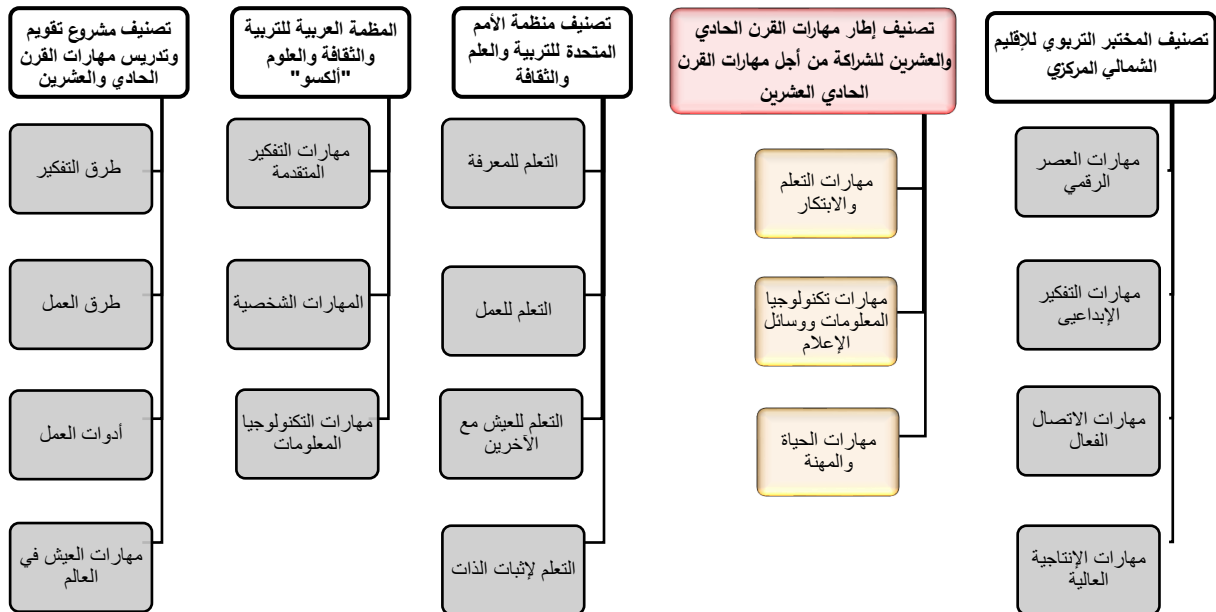 تصنيف المختبر التربوي للإقليم
الشمالي المركزي
مهارات العصر
الرقمي
مهارات التفكير
الإبداعيى
مهارات الاتصال
الفعال
مهارات الإنتاجية
العالية
تصنيف إطار مهارات القرن الحادي
والعشرين للشراكة من أجل مهارات القرن
الحادي العشرين
مهارات التعلم
والابتكار
مهارات تكنولوجيا
المعلومات ووسائل
الإعلام
مهارات الحياة
والمهنة
تصنيف منظمة الأمم
المتحدة للتربية والعلم
والثقافة
التعلم للمعرفة
التعلم للعمل
التعلم للعيش مع
الآخرين
التعلم لإثبات الذات
المظمة العربية للتربية
والثقافة والعلوم
"ألكسو"
مهارات التفكير
المتقدمة
المهارات الشخصية
مهارات التكنولوجيا
المعلومات
تصنيف مشروع تقويم
وتدريس مهارات القرن
الحادي والعشرين
طرق التفكير
طرق العمل
أدوات العمل
مهارات العيش في
العالم